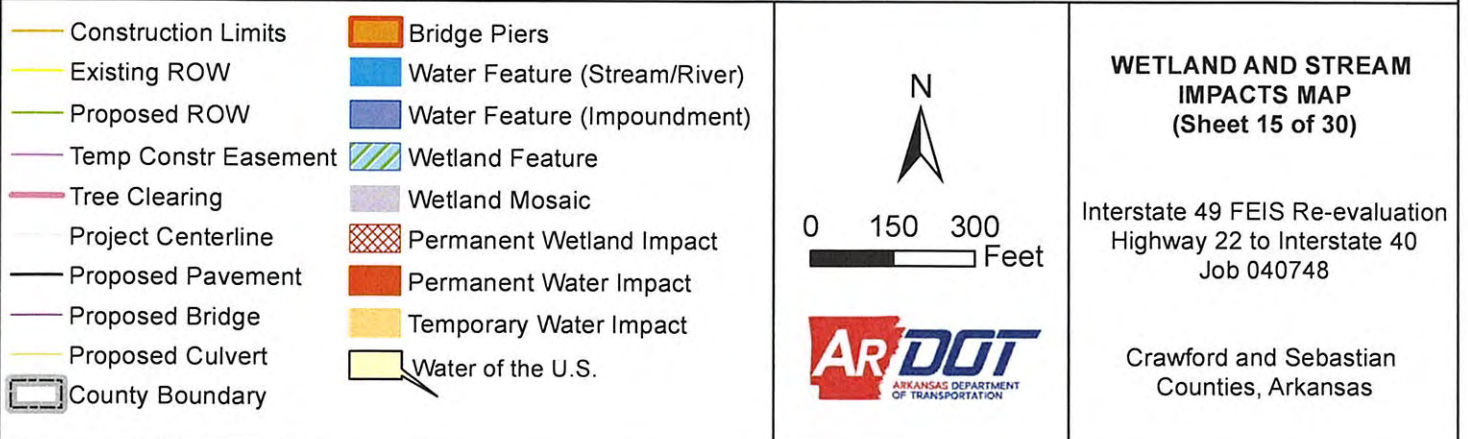 Construction Limits
Existing ROW
Proposed ROW
Temp Constr Easement
Tree Clearing
Project Centerline
Proposed Pavement
Proposed Bridge
Proposed Culvert
County Boundary
Bridge Piers
Water Feature (Stream/River)
Water Feature (Impoundment)
Wetland Feature
Wetland Mosaic
Permanent Wetland Impact
Permanent Water Impact
Temporary Water Impact
Water of the U.S.
N
0 150 300
Feet
ARDOT
ARKANSAS DEPARTMENT
OF TRANSPORTATION
WETLAND AND STREAM
IMPACTS MAP
(Sheet 15 of 30)
Interstate 49 FEIS Re-evaluation
Highway 22 to Interstate 40
Job 040748
Crawford and Sebastian
Counties, Arkansas